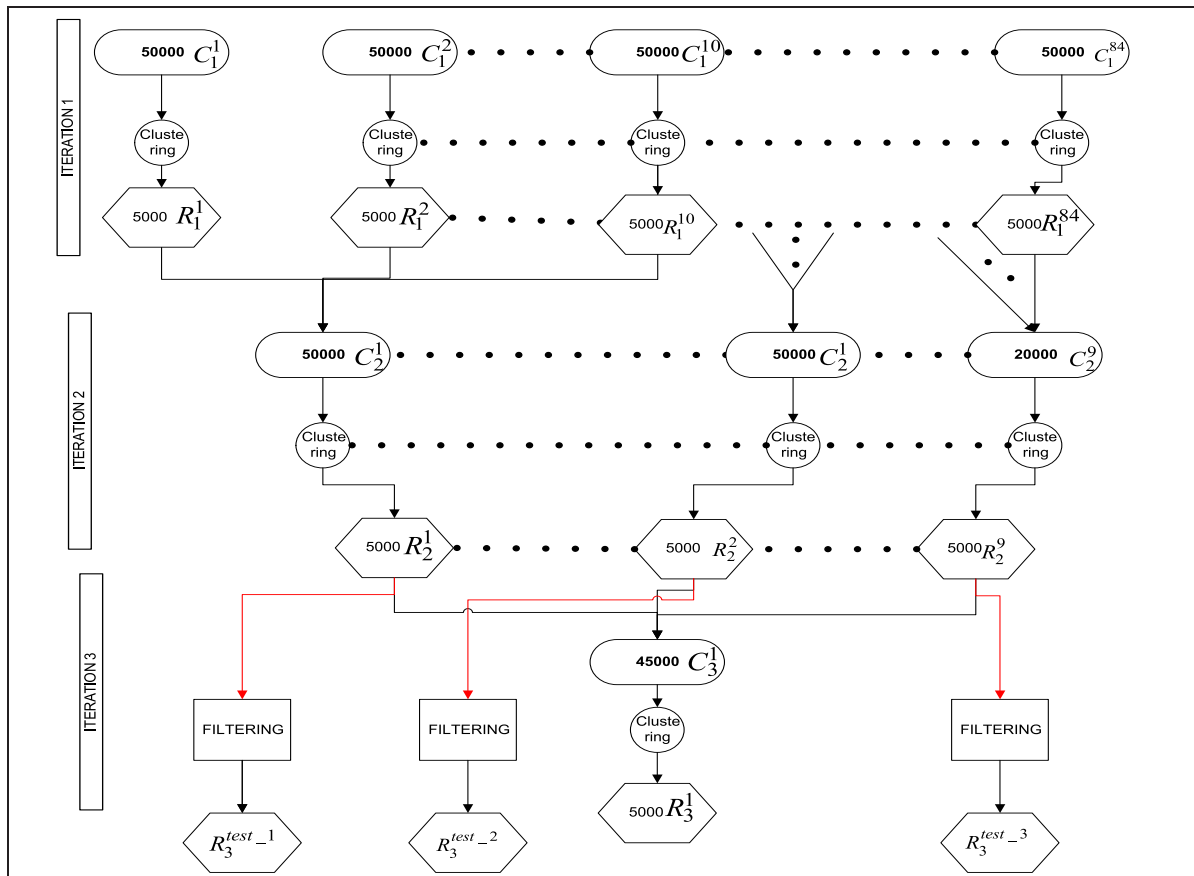 ITERATION 1
50000 C_1^1
50000 C_1^2
50000 C_1^10
50000 C_1^84
Cluste
ring
Cluste
ring
Cluste
ring
Cluste
ring
5000 R_1^1
5000 R_1^2
5000 R_1^10
5000 R_1^84
ITERATION 2
50000 C_2^1
50000 C_2^1
20000 C_2^9
Cluste
ring
Cluste
ring
Cluste
ring
5000 R_2^1
5000 R_2^2
5000 R_2^9
ITERATION 3
45000 C_3^1
FILTERING
FILTERING
Cluste
ring
FILTERING
5000 R_3^1
R_3^test_1
R_3^test_2
R_3^test_3